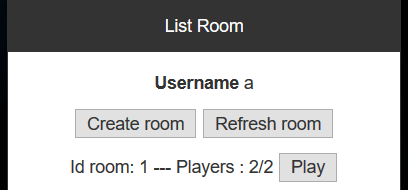 List Room
Username a
Create room Refresh room
Id room: 1 --- Players : 2/2 Play